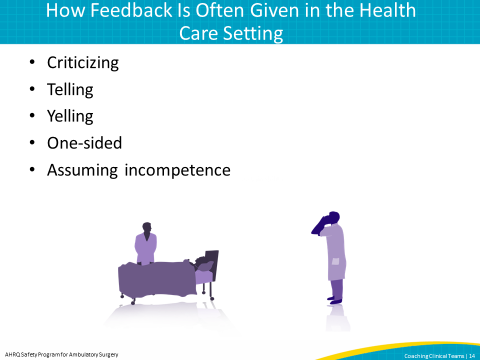 How Feedback Is Often Given in the Health
Care Setting
• Criticizing
• Telling
• Yelling
• One-sided
• Assuming incompetence
AHRQ Safety Program for Ambulatory Surgery
Coaching Clinical Teams | 14